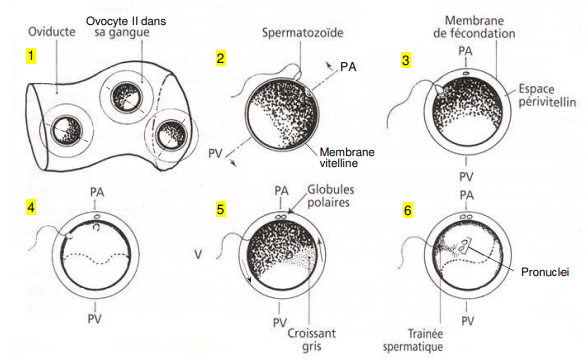 1
Oviducte
Ovocyte II dans
sa gangue
2
Spermatozoïde
PA
PV
Membrane
vitelline
3
Membrane
de fécondation
PA
Espace
périvitellin
PV
4
PA
PV
5
PA
Globules
polaires
V
PV
Croissant
gris
6
PA
Pronuclei
PV
Trainée
spermatique